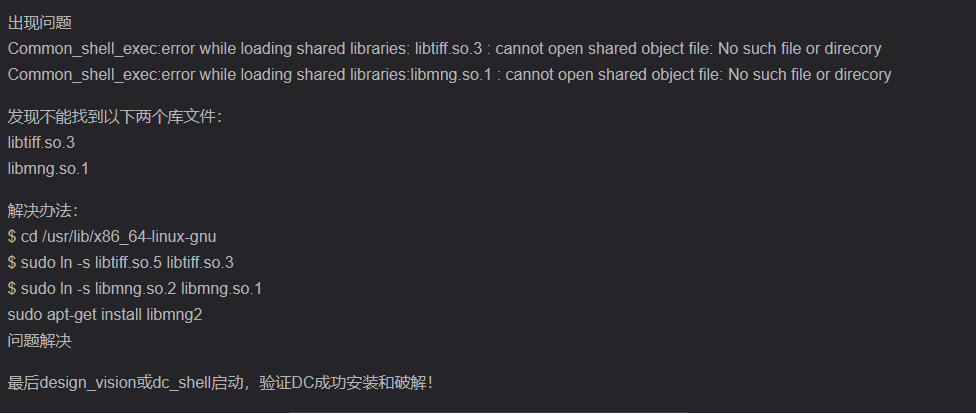 出现问题
Common_shell_exec:error while loading shared libraries: libtiff.so.3 : cannot open shared object file: No such file or direcory
Common_shell_exec:error while loading shared libraries:libmng.so.1 : cannot open shared object file: No such file or direcory
发现不能找到以下两个库文件：
libtiff.so.3
libmng.so.1
解决办法：
$ cd /usr/lib/x86_64-linux-gnu
$ sudo ln -s libtiff.so.5 libtiff.so.3
$ sudo ln -s libmng.so.2 libmng.so.1
sudo apt-get install libmng2
问题解决
最后design_vision或dc_shell启动，验证DC成功安装和破解！